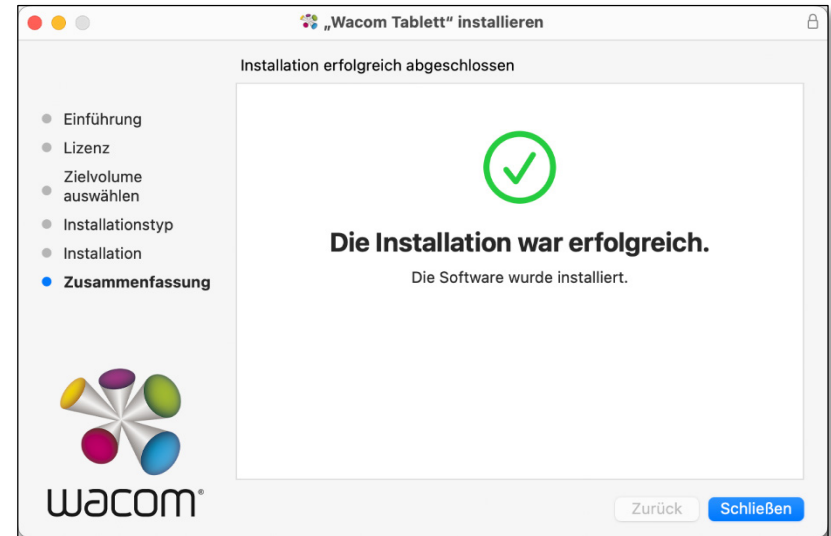 „Wacom Tablett“ installieren
Installation erfolgreich abgeschlossen
Einführung
Lizenz
Zielvolume
auswählen
Installationstyp
Installation
Zusammenfassung
Die Installation war erfolgreich.
Die Software wurde installiert.
wacom®
Zurück
Schließen